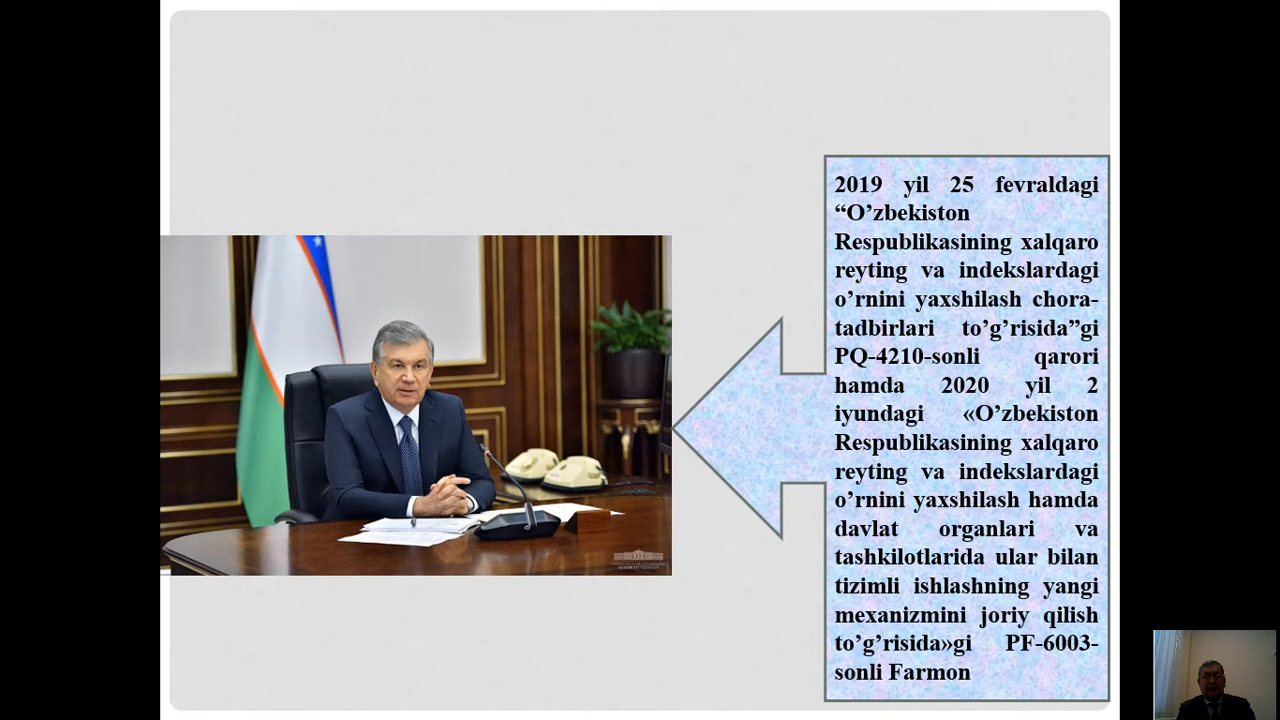 2019 yil 25 fevraldagi
“O’zbekiston
Respublikasining xalqaro
reyting va indekslardagi
o’rnini yaxshilash chora-
tadbirlari to’g’risida”gi
PQ-4210-sonli qarori
hamda 2020 yil 2
iyundagi «O’zbekiston
Respublikasining xalqaro
reyting va indekslardagi
o’rnini yaxshilash hamda
davlat organlari va
tashkilotlarida ular bilan
tizimli ishlashning yangi
mexanizmini joriy qilish
to’g’risida»gi PF-6003-
sonli Farmon